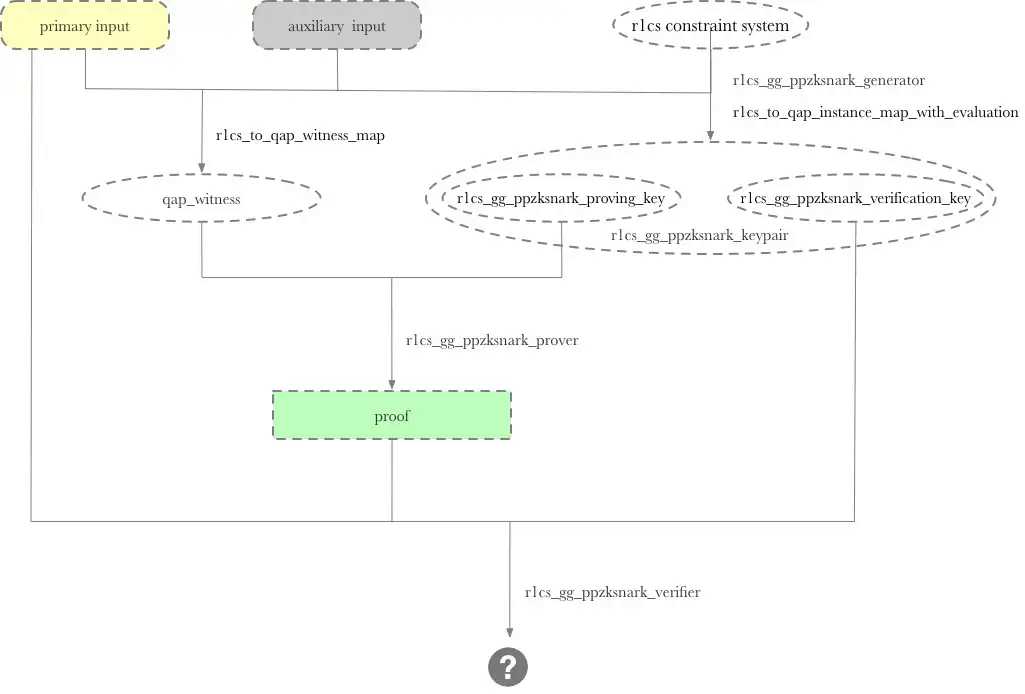 primary input
auxiliary input
r1cs constraint system
r1cs_gg_ppzksnark_generator
r1cs_to_qap_instance_map_with_evaluation
r1cs_to_qap_witness_map
qap_witness
r1cs_gg_ppzksnark_proving_key
r1cs_gg_ppzksnark_verification_key
r1cs_gg_ppzksnark_keypair
r1cs_gg_ppzksnark_prover
proof
r1cs_gg_ppzksnark_verifier
?